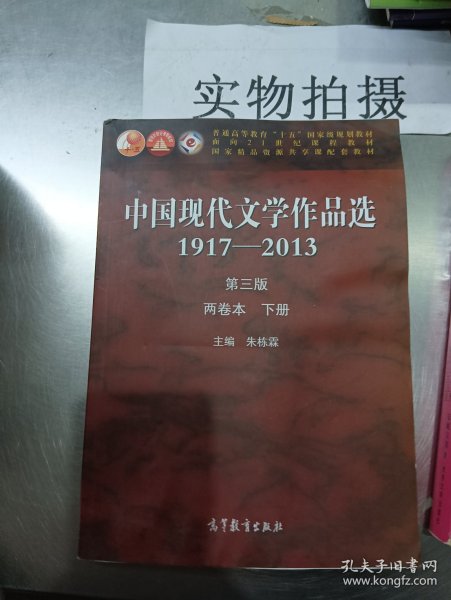 实物拍摄
普通高等教育“十五”国家级规划教材
面向21世纪课程教材
国家精品资源共享课配套教材
中国现代文学作品选
1917—2013
第三版
两卷本 下册
主编 朱栋霖
高等教育出版社
孔夫子旧书网
www.kongfz.com